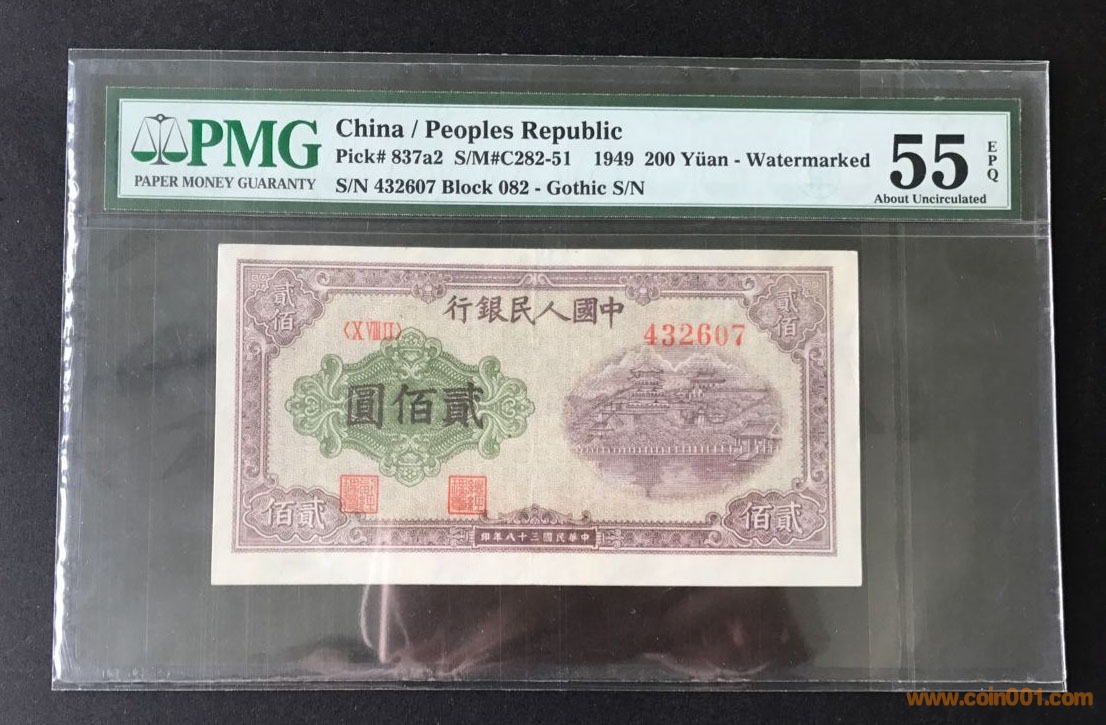 PMG
PAPER MONEY GUARANTY
China / Peoples Republic
Pick# 837a2 S/M#C282-51 1949 200 Yüan - Watermarked
S/N 432607 Block 082 - Gothic S/N
55
EPQ
About Uncirculated
行銀民人國中
貳佰
貳佰
432607
圓佰貳
佰貳
佰貳
印年八十三國民華中
www.coin001.com